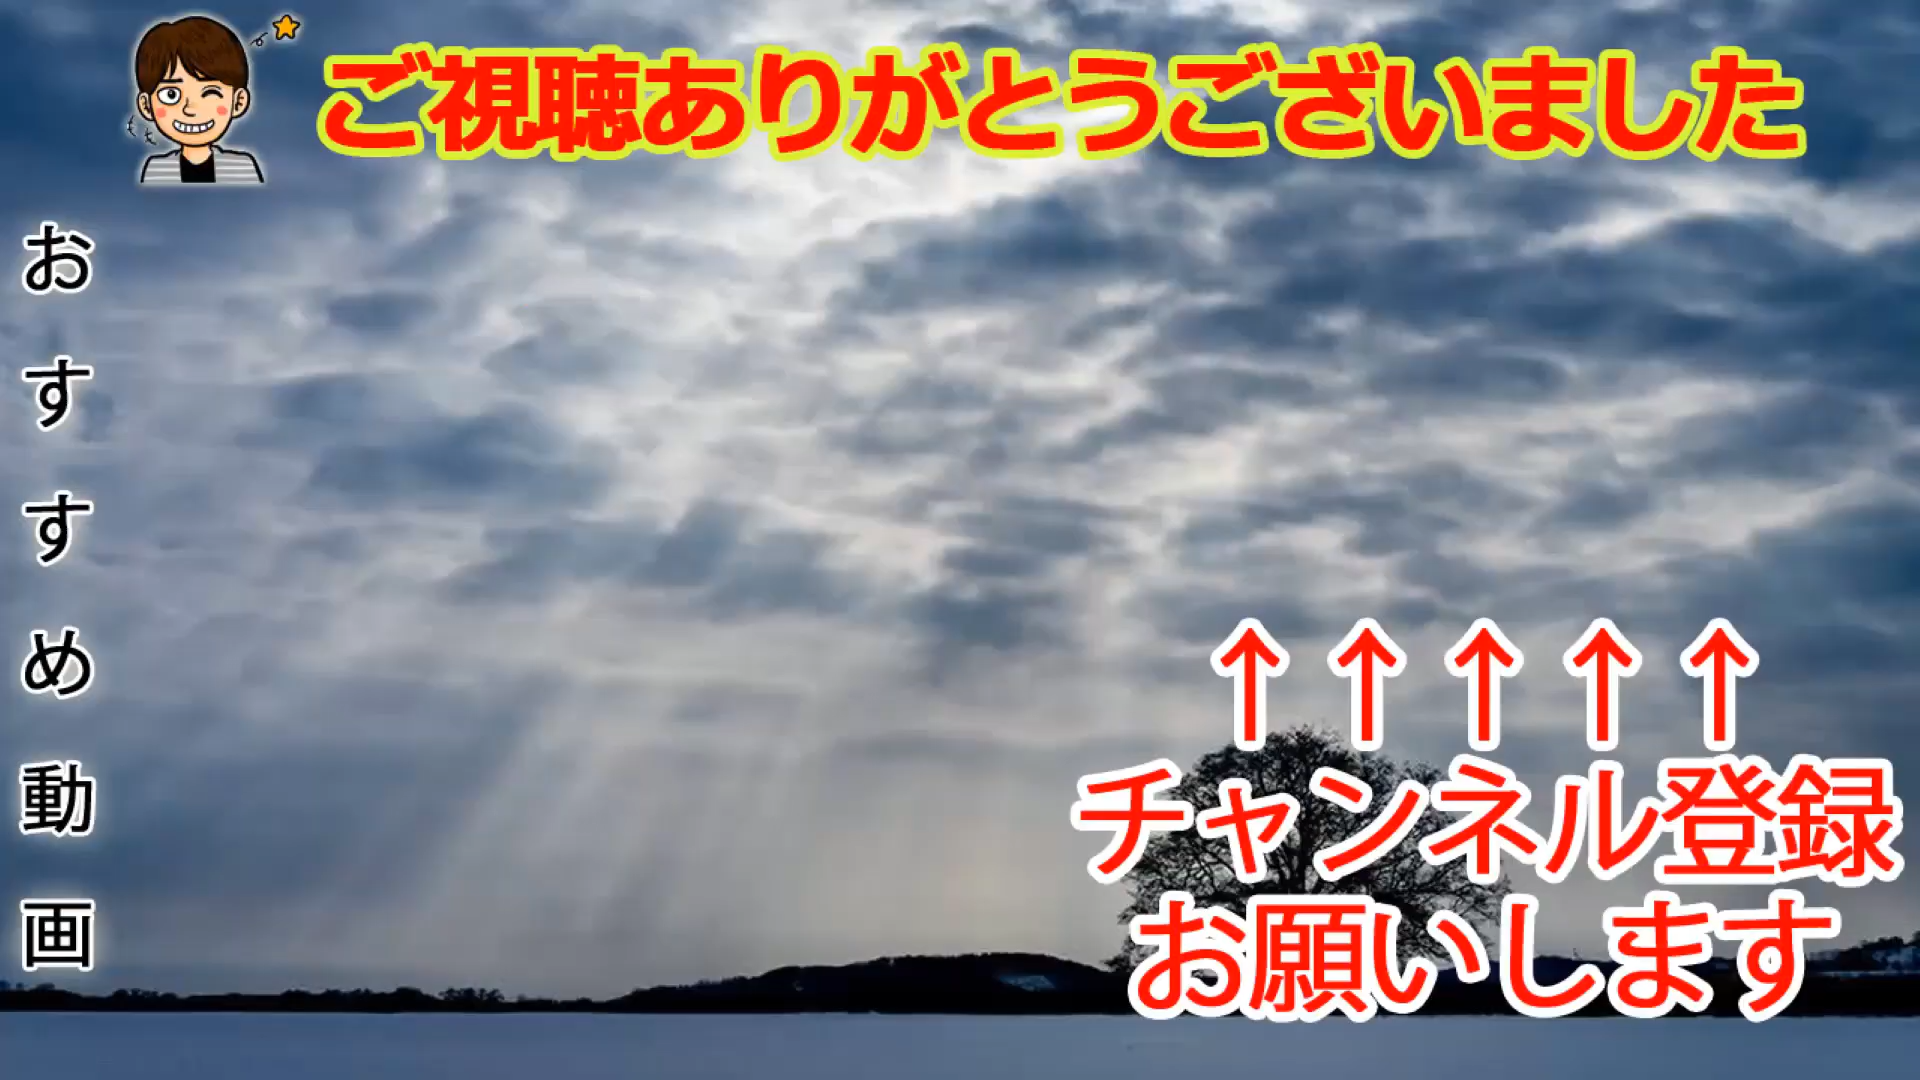 ご視聴ありがとうございました
おすすめ動画
↑↑↑↑↑
チャンネル登録
お願いします